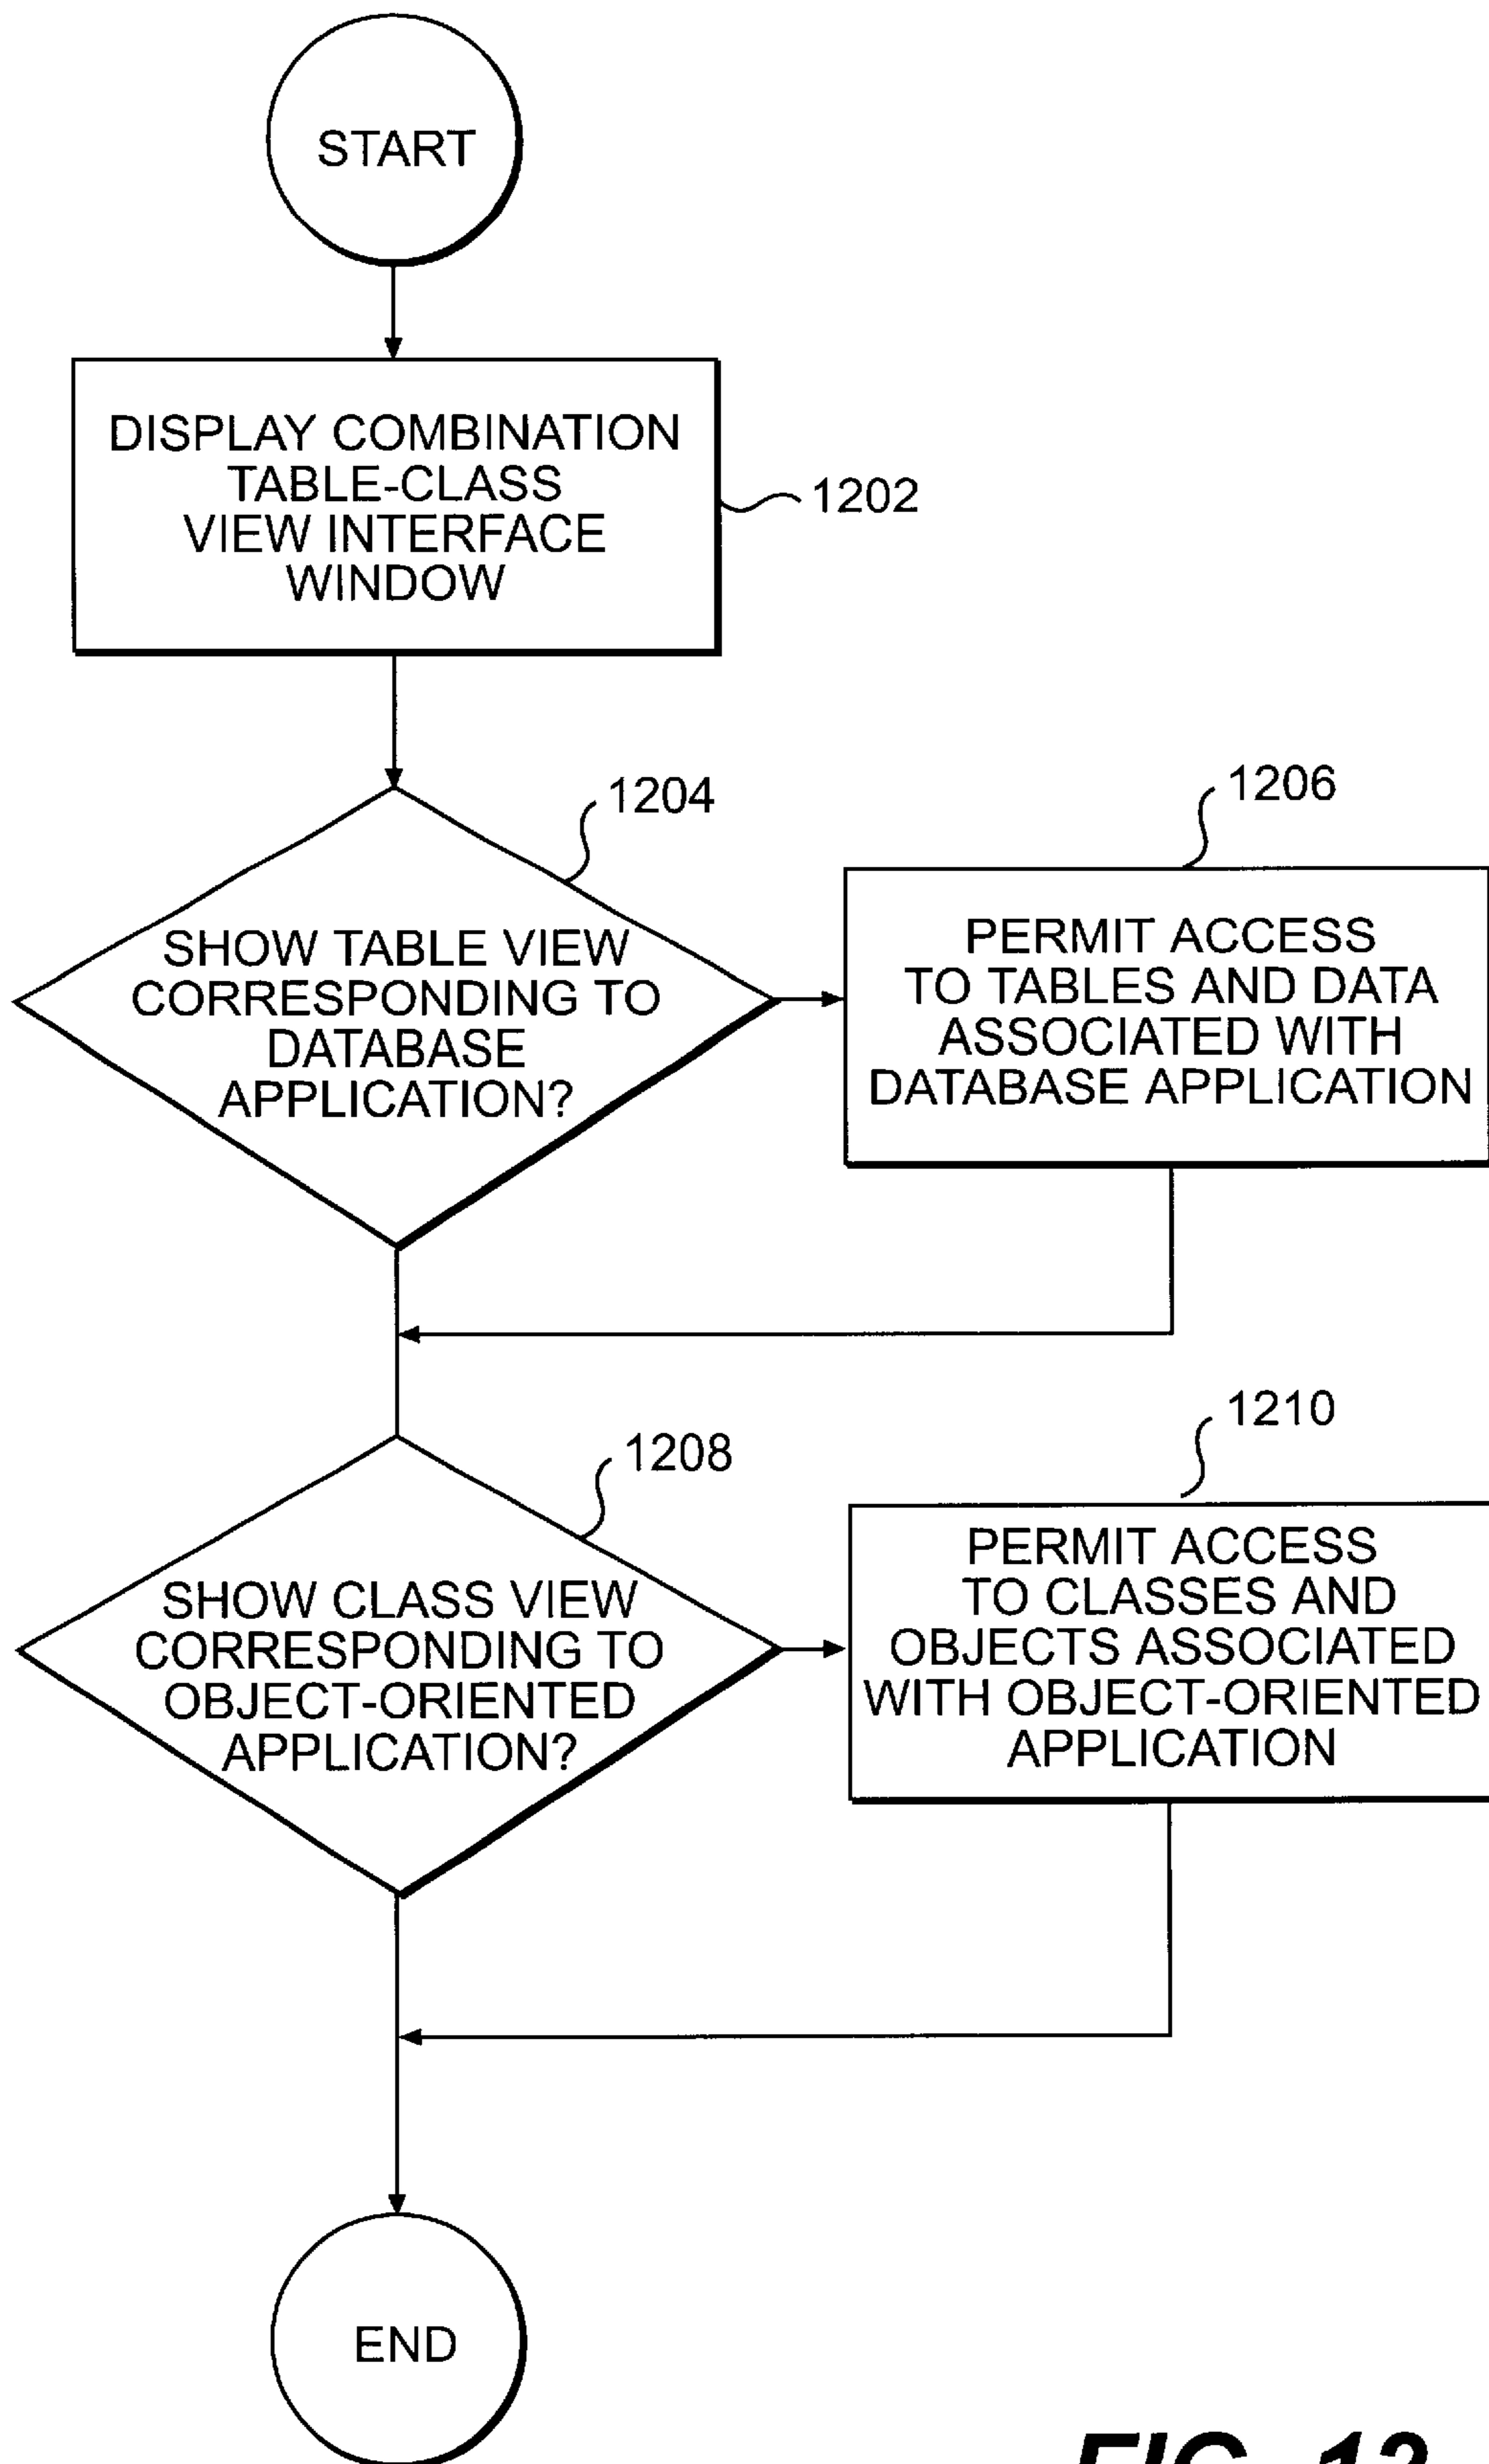 START
DISPLAY COMBINATION
TABLE-CLASS
VIEW INTERFACE
WINDOW
1202
1204
SHOW TABLE VIEW
CORRESPONDING TO
DATABASE
APPLICATION?
1206
PERMIT ACCESS
TO TABLES AND DATA
ASSOCIATED WITH
DATABASE APPLICATION
1208
SHOW CLASS VIEW
CORRESPONDING TO
OBJECT-ORIENTED
APPLICATION?
1210
PERMIT ACCESS
TO CLASSES AND
OBJECTS ASSOCIATED
WITH OBJECT-ORIENTED
APPLICATION
END
FIG. 12